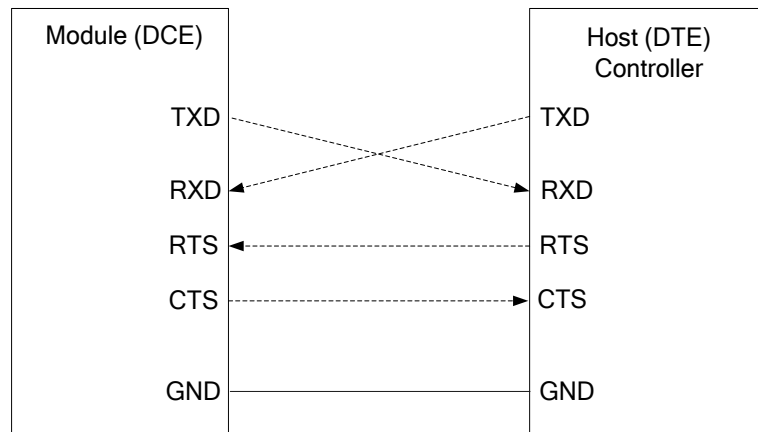 Module (DCE)
TXD
RXD
RTS
CTS
GND
Host (DTE)
Controller
TXD
RXD
RTS
CTS
GND